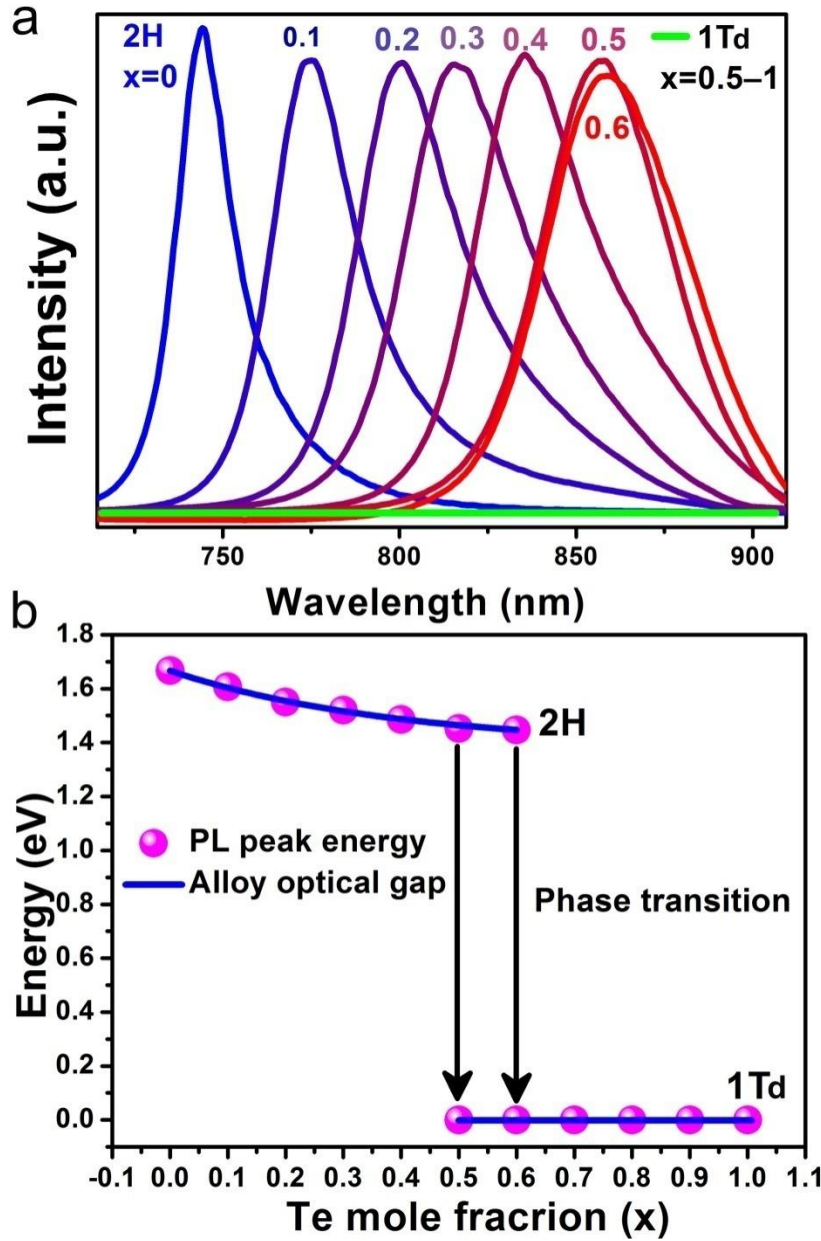 a
2H 0.1 0.2 0.3 0.4 0.5 1Td
x=0 x=0.5–1
0.6
Intensity (a.u.)
750 800 850 900
Wavelength (nm)
b
1.8
1.6
1.4
1.2
1.0
0.8
0.6
0.4
0.2
0.0
Energy (eV)
2H
PL peak energy
Alloy optical gap
Phase transition
1Td
-0.1 0.0 0.1 0.2 0.3 0.4 0.5 0.6 0.7 0.8 0.9 1.0 1.1
Te mole fracrion (x)